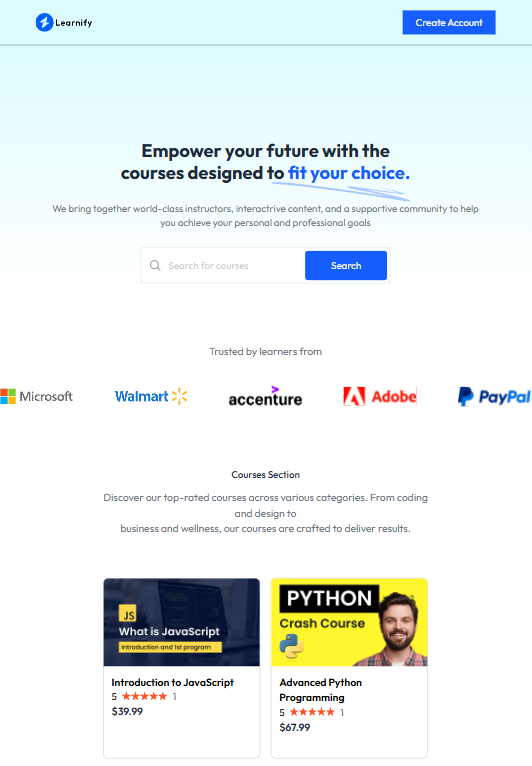 Learnify
Create Account
Empower your future with the
courses designed to fit your choice.
We bring together world-class instructors, interactrive content, and a supportive community to help
you achieve your personal and professional goals
Search for courses
Search
Trusted by learners from
Microsoft
Walmart
accenture
Adobe
PayPal
Courses Section
Discover our top-rated courses across various categories. From coding
and design to
business and wellness, our courses are crafted to deliver results.
JS
What is JavaScript
Introduction and 1st program
Introduction to JavaScript
5 ★★★★★ 1
$39.99
PYTHON
Crash Course
Advanced Python
Programming
5 ★★★★★ 1
$67.99